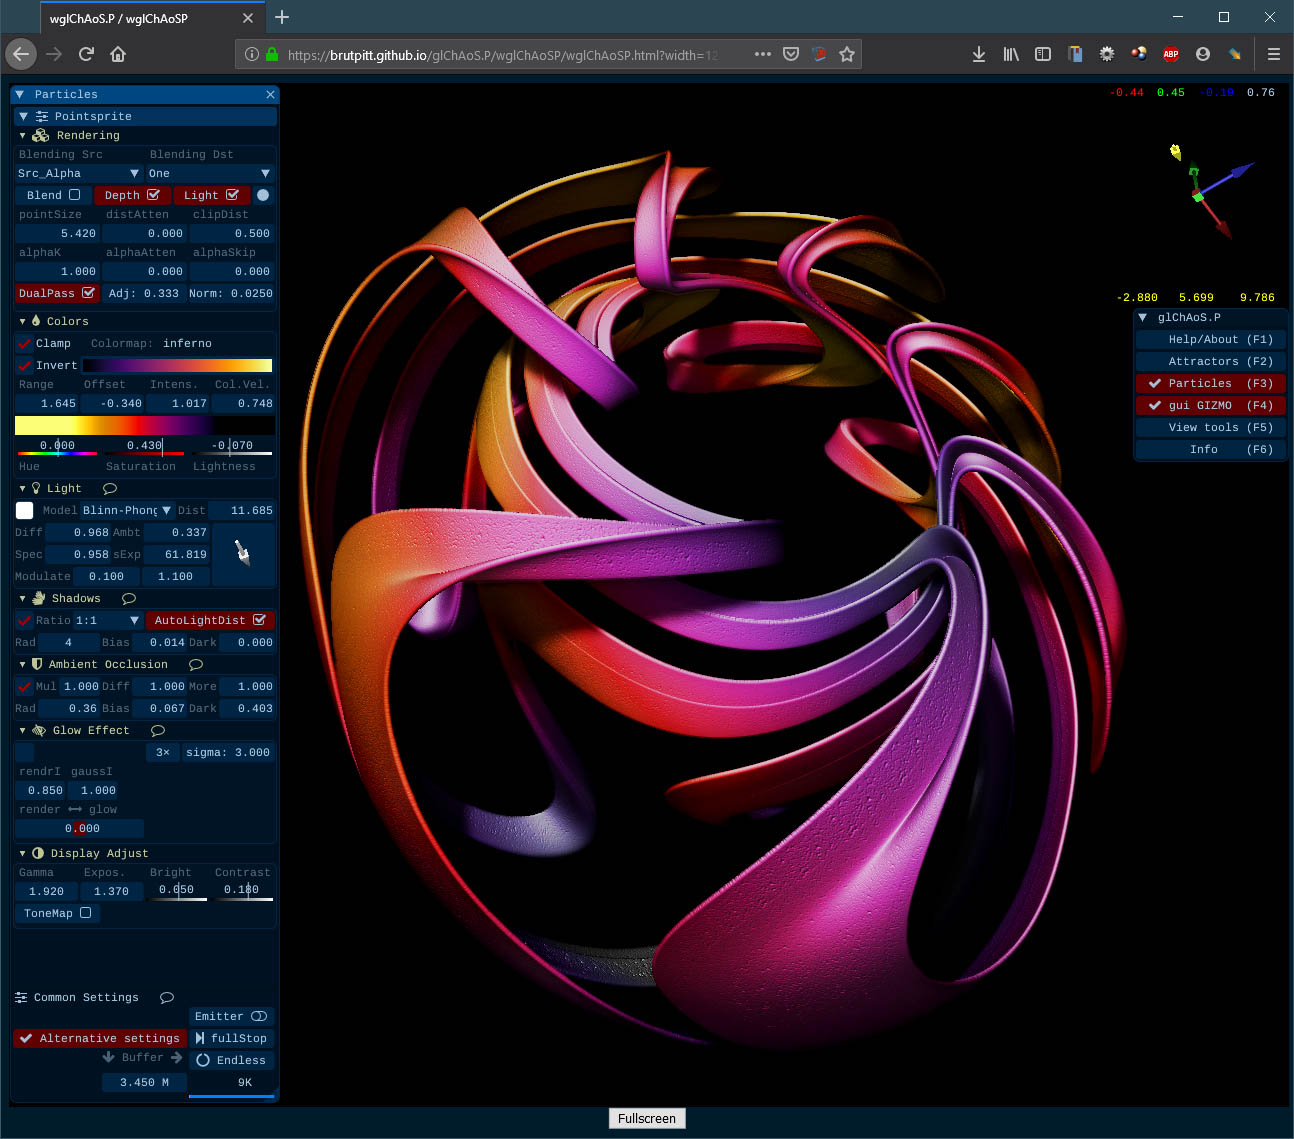 wglChAoS.P / wglChAoSP
https://brutpitt.github.io/glChAoS.P/wglChAoSP/wglChAoSP.html?width=12
ABP
Particles
Pointsprite
Rendering
Blending Src Blending Dst
Src_Alpha One
Blend Depth Light
pointSize distAtten clipDist
5.420 0.000 0.500
alphaK alphaAtten alphaSkip
1.000 0.000 0.000
DualPass Adj: 0.333 Norm: 0.0250
Colors
Clamp Colormap: inferno
Invert
Range Offset Intens. Col.Vel.
1.645 -0.340 1.017 0.748
0.000 0.430 -0.070
Hue Saturation Lightness
Light
Model Blinn-Phong Dist 11.685
Diff 0.968 Ambt 0.337
Spec 0.958 sExp 61.819
Modulate 0.100 1.100
Shadows
Ratio 1:1 AutoLightDist
Rad 4 Bias 0.014 Dark 0.000
Ambient Occlusion
Mul 1.000 Diff 1.000 More 1.000
Rad 0.36 Bias 0.067 Dark 0.403
Glow Effect
3× sigma: 3.000
rendrI gaussI
0.850 1.000
render glow
0.000
Display Adjust
Gamma Expos. Bright Contrast
1.920 1.370 0.050 0.180
ToneMap
Common Settings
Emitter
Alternative settings fullStop
Buffer Endless
3.450 M 9K
-0.44 0.45 -0.19 0.76
-2.880 5.699 9.786
glChAoS.P
Help/About (F1)
Attractors (F2)
Particles (F3)
gui GIZMO (F4)
View tools (F5)
Info (F6)
Fullscreen